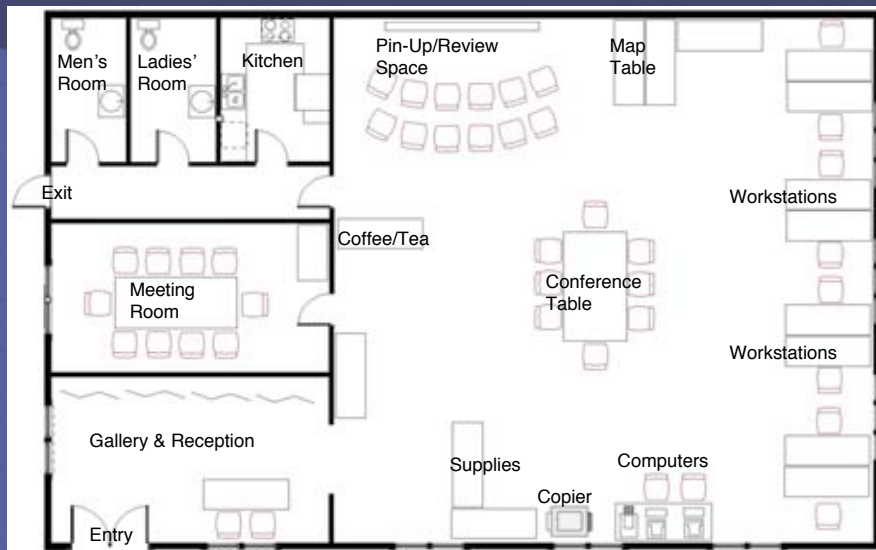 Men's
Room
Ladies'
Room
Kitchen
Pin-Up/Review
Space
Map
Table
Exit
Workstations
Coffee/Tea
Meeting
Room
Conference
Table
Workstations
Gallery & Reception
Supplies
Computers
Copier
Entry